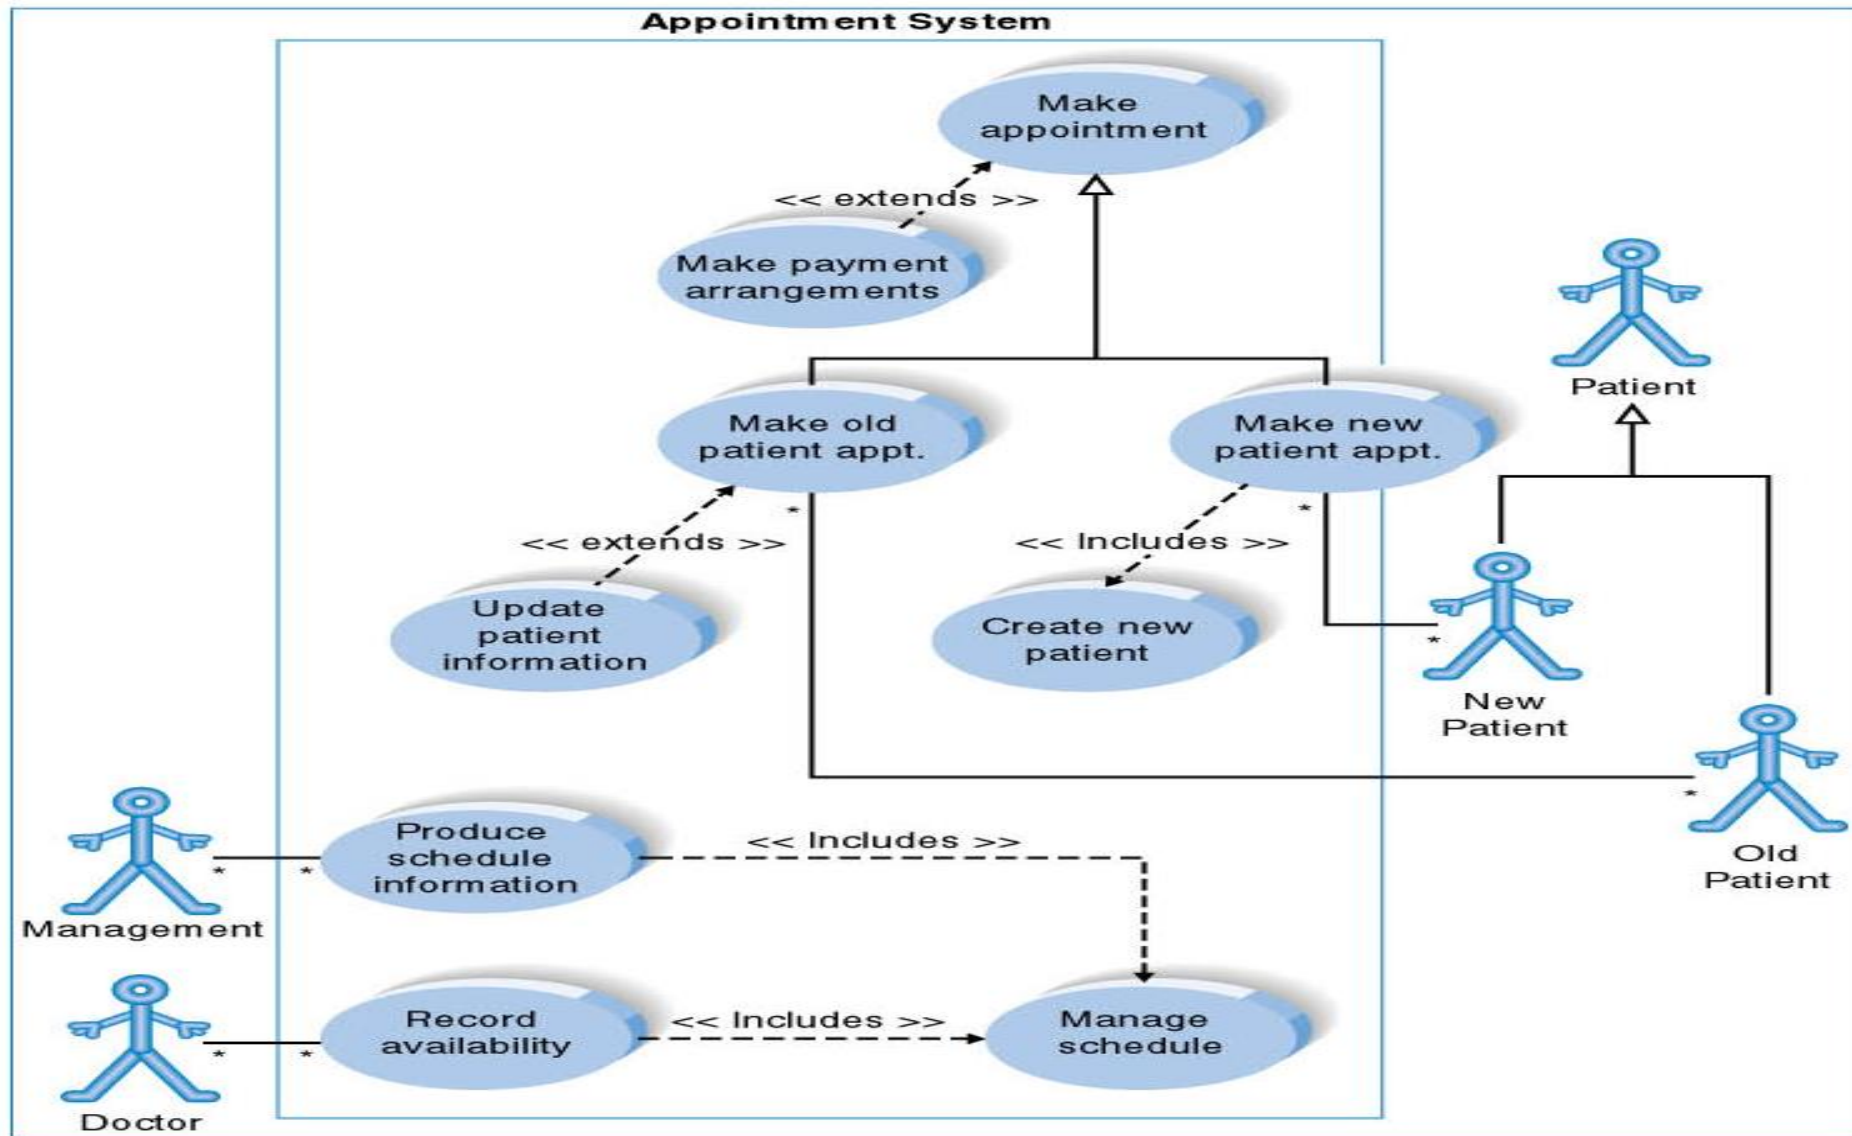 Appointment System
Make
appointment
<< extends >>
Make payment
arrangements
Patient
Make old
patient appt.
Make new
patient appt.
*
*
<< extends >>
<< Includes >>
Update
patient
information
Create new
patient
*
New
Patient
*
Old
Patient
Produce
schedule
information
<< Includes >>
*
*
Management
Record
availability
<< Includes >>
Manage
schedule
*
*
Doctor